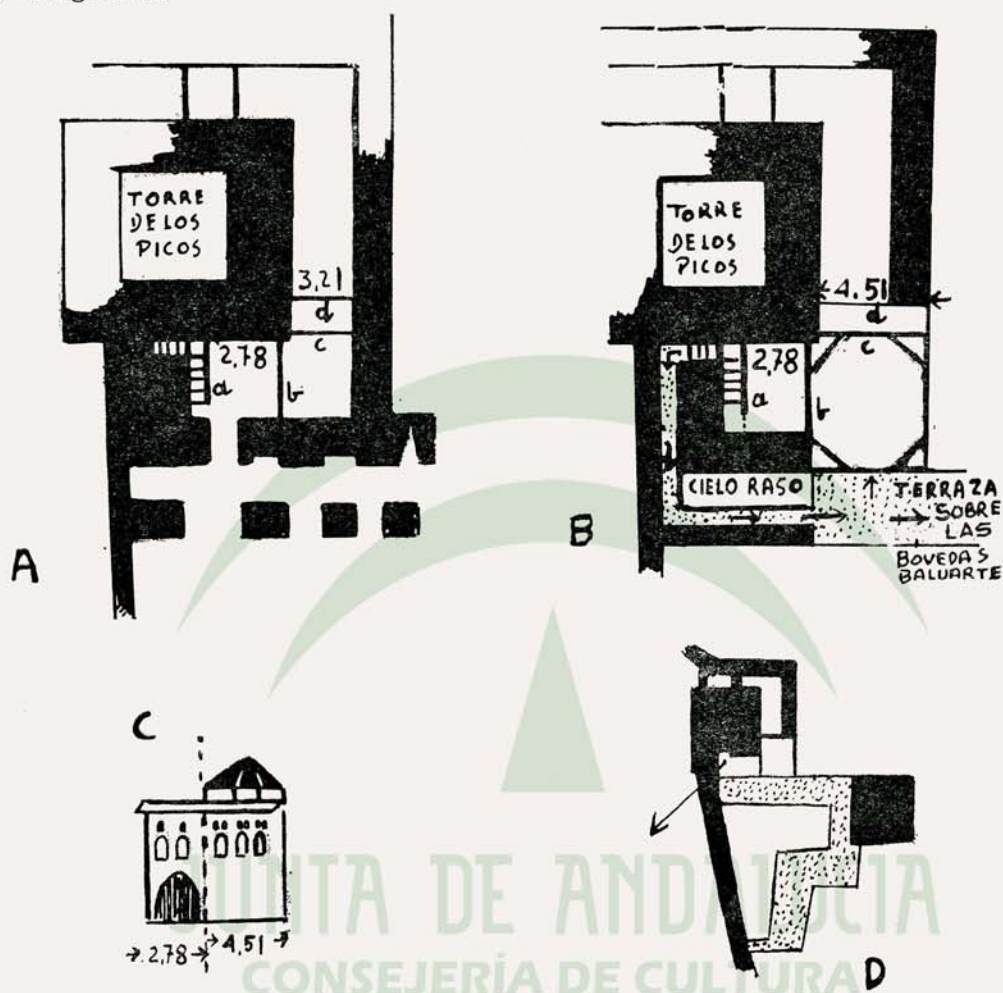 TORRE
DE LOS
PICOS
3,21
d
c
2,78
a
b
A
TORRE
DE LOS
PICOS
4.51
d
c
c
2,78
a
b
CIELO RASO
TERRAZA
SOBRE
LAS
BOVEDAS
BALUARTE
B
C
2,78
4,51
D
JUNTA DE ANDALUCIA
CONSEJERÍA DE CULTURA